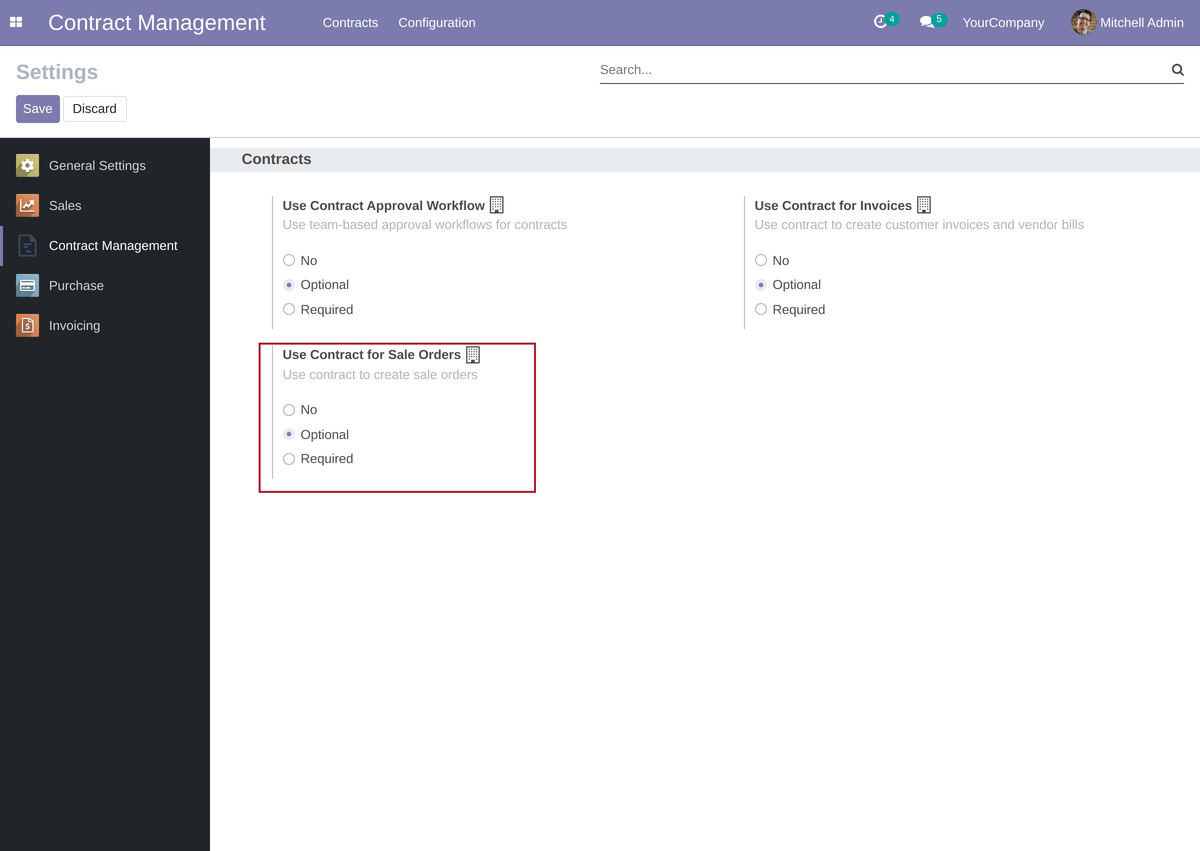 Contract Management
Contracts
Configuration
4
5
YourCompany
Mitchell Admin
Settings
Search...
Save
Discard
General Settings
Sales
Contract Management
Purchase
Invoicing
Contracts
Use Contract Approval Workflow
Use team-based approval workflows for contracts
No
Optional
Required
Use Contract for Invoices
Use contract to create customer invoices and vendor bills
No
Optional
Required
Use Contract for Sale Orders
Use contract to create sale orders
No
Optional
Required